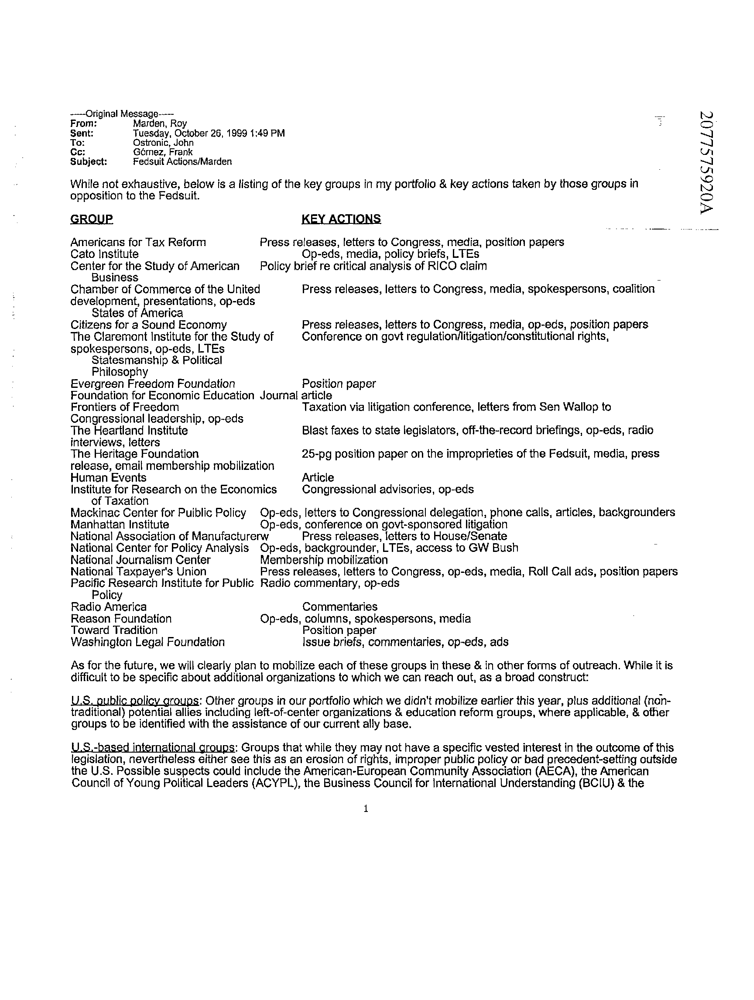 -----Original Message-----
From: Marden, Roy
Sent: Tuesday, October 26, 1999 1:49 PM
To: Ostronic, John
Cc: Gómez, Frank
Subject: Fedsuit Actions/Marden
2077575920A
While not exhaustive, below is a listing of the key groups in my portfolio & key actions taken by those groups in
opposition to the Fedsuit.
GROUP KEY ACTIONS
Americans for Tax Reform Press releases, letters to Congress, media, position papers
Cato Institute Op-eds, media, policy briefs, LTEs
Center for the Study of American Policy brief re critical analysis of RICO claim
Business
Chamber of Commerce of the United Press releases, letters to Congress, media, spokespersons, coalition
development, presentations, op-eds
States of America
Citizens for a Sound Economy Press releases, letters to Congress, media, op-eds, position papers
The Claremont Institute for the Study of Conference on govt regulation/litigation/constitutional rights,
spokespersons, op-eds, LTEs
Statesmanship & Political
Philosophy
Evergreen Freedom Foundation Position paper
Foundation for Economic Education Journal article
Frontiers of Freedom Taxation via litigation conference, letters from Sen Wallop to
Congressional leadership, op-eds
The Heartland Institute Blast faxes to state legislators, off-the-record briefings, op-eds, radio
interviews, letters
The Heritage Foundation 25-pg position paper on the improprieties of the Fedsuit, media, press
release, email membership mobilization
Human Events Article
Institute for Research on the Economics Congressional advisories, op-eds
of Taxation
Mackinac Center for Puiblic Policy Op-eds, letters to Congressional delegation, phone calls, articles, backgrounders
Manhattan Institute Op-eds, conference on govt-sponsored litigation
National Association of Manufacturerw Press releases, letters to House/Senate
National Center for Policy Analysis Op-eds, backgrounder, LTEs, access to GW Bush
National Journalism Center Membership mobilization
National Taxpayer's Union Press releases, letters to Congress, op-eds, media, Roll Call ads, position papers
Pacific Research Institute for Public Radio commentary, op-eds
Policy
Radio America Commentaries
Reason Foundation Op-eds, columns, spokespersons, media
Toward Tradition Position paper
Washington Legal Foundation Issue briefs, commentaries, op-eds, ads
As for the future, we will clearly plan to mobilize each of these groups in these & in other forms of outreach. While it is
difficult to be specific about additional organizations to which we can reach out, as a broad construct:
U.S. public policy groups: Other groups in our portfolio which we didn't mobilize earlier this year, plus additional (non-
traditional) potential allies including left-of-center organizations & education reform groups, where applicable, & other
groups to be identified with the assistance of our current ally base.
U.S.-based international groups: Groups that while they may not have a specific vested interest in the outcome of this
legislation, nevertheless either see this as an erosion of rights, improper public policy or bad precedent-setting outside
the U.S. Possible suspects could include the American-European Community Association (AECA), the American
Council of Young Political Leaders (ACYPL), the Business Council for International Understanding (BCIU) & the
1